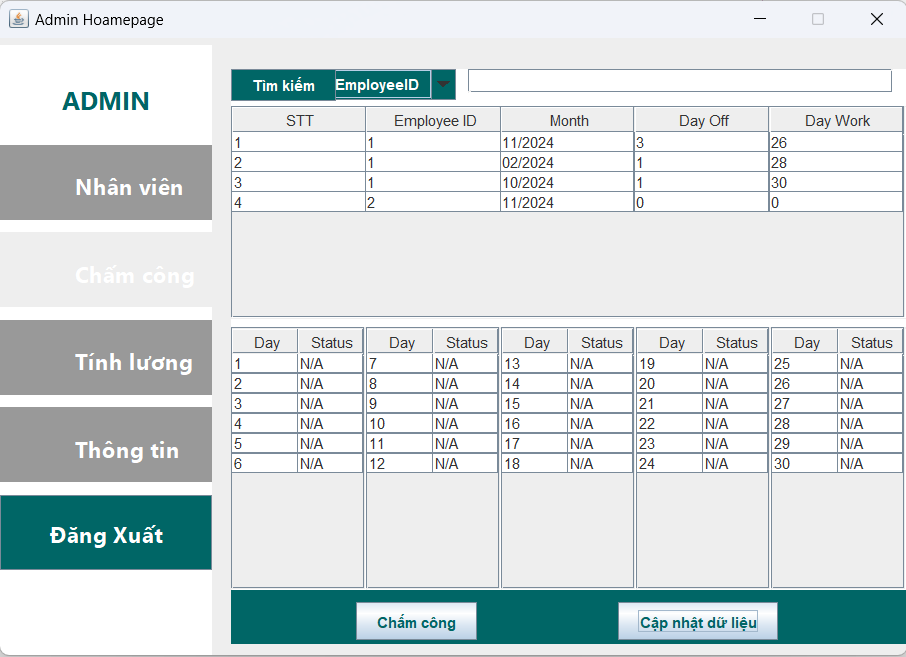 Admin Hoamepage
ADMIN
Nhân viên
Chấm công
Tính lương
Thông tin
Đăng Xuất
Tìm kiếm EmployeeID
STT Employee ID Month Day Off Day Work
1 1 11/2024 3 26
2 1 02/2024 1 28
3 1 10/2024 1 30
4 2 11/2024 0 0
Day Status Day Status Day Status Day Status Day Status
1 N/A 7 N/A 13 N/A 19 N/A 25 N/A
2 N/A 8 N/A 14 N/A 20 N/A 26 N/A
3 N/A 9 N/A 15 N/A 21 N/A 27 N/A
4 N/A 10 N/A 16 N/A 22 N/A 28 N/A
5 N/A 11 N/A 17 N/A 23 N/A 29 N/A
6 N/A 12 N/A 18 N/A 24 N/A 30 N/A
Chấm công Cập nhật dữ liệu